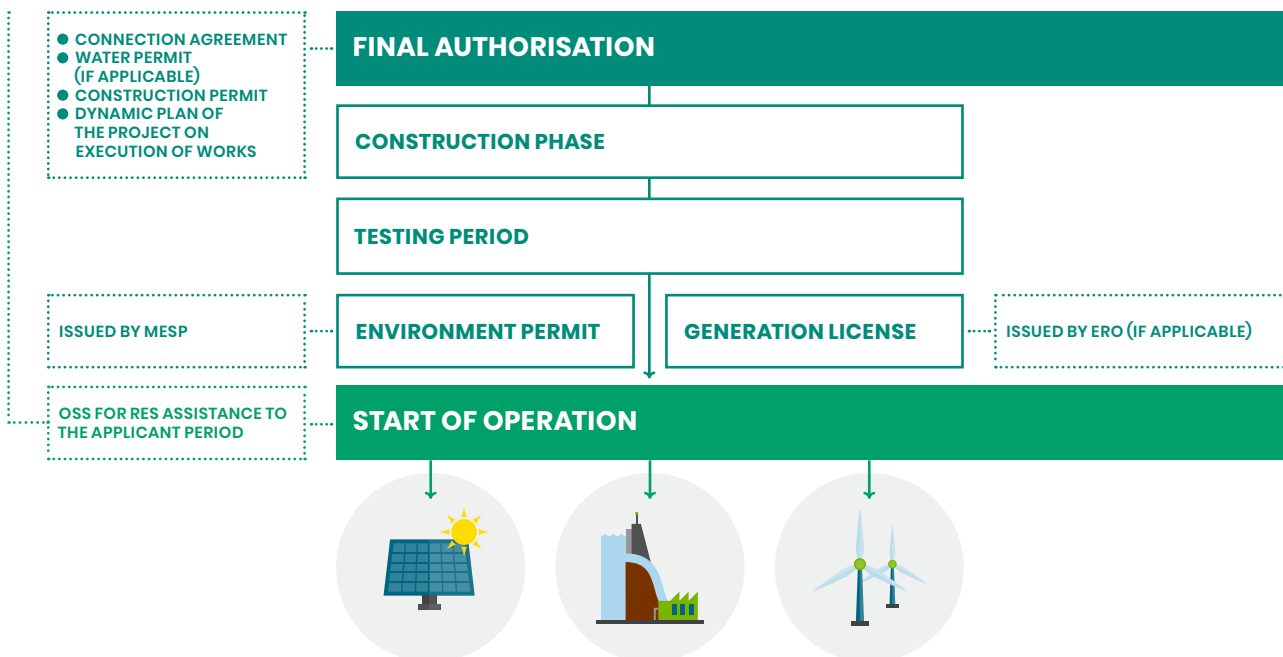 ● CONNECTION AGREEMENT
● WATER PERMIT
(IF APPLICABLE)
● CONSTRUCTION PERMIT
● DYNAMIC PLAN OF
THE PROJECT ON
EXECUTION OF WORKS
FINAL AUTHORISATION
CONSTRUCTION PHASE
TESTING PERIOD
ISSUED BY MESP
ENVIRONMENT PERMIT
GENERATION LICENSE
ISSUED BY ERO (IF APPLICABLE)
OSS FOR RES ASSISTANCE TO
THE APPLICANT PERIOD
START OF OPERATION